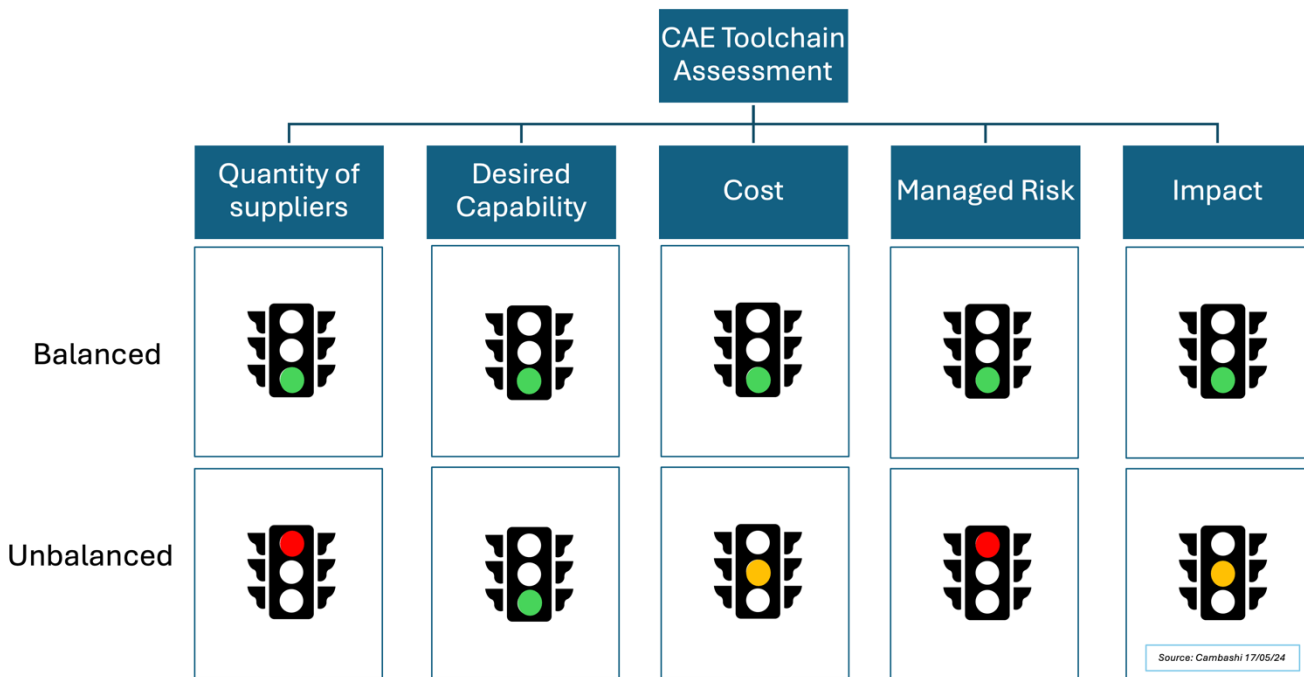 CAE Toolchain
Assessment
Quantity of
suppliers
Desired
Capability
Cost
Managed Risk
Impact
Balanced
Unbalanced
Source: Cambashi 17/05/24